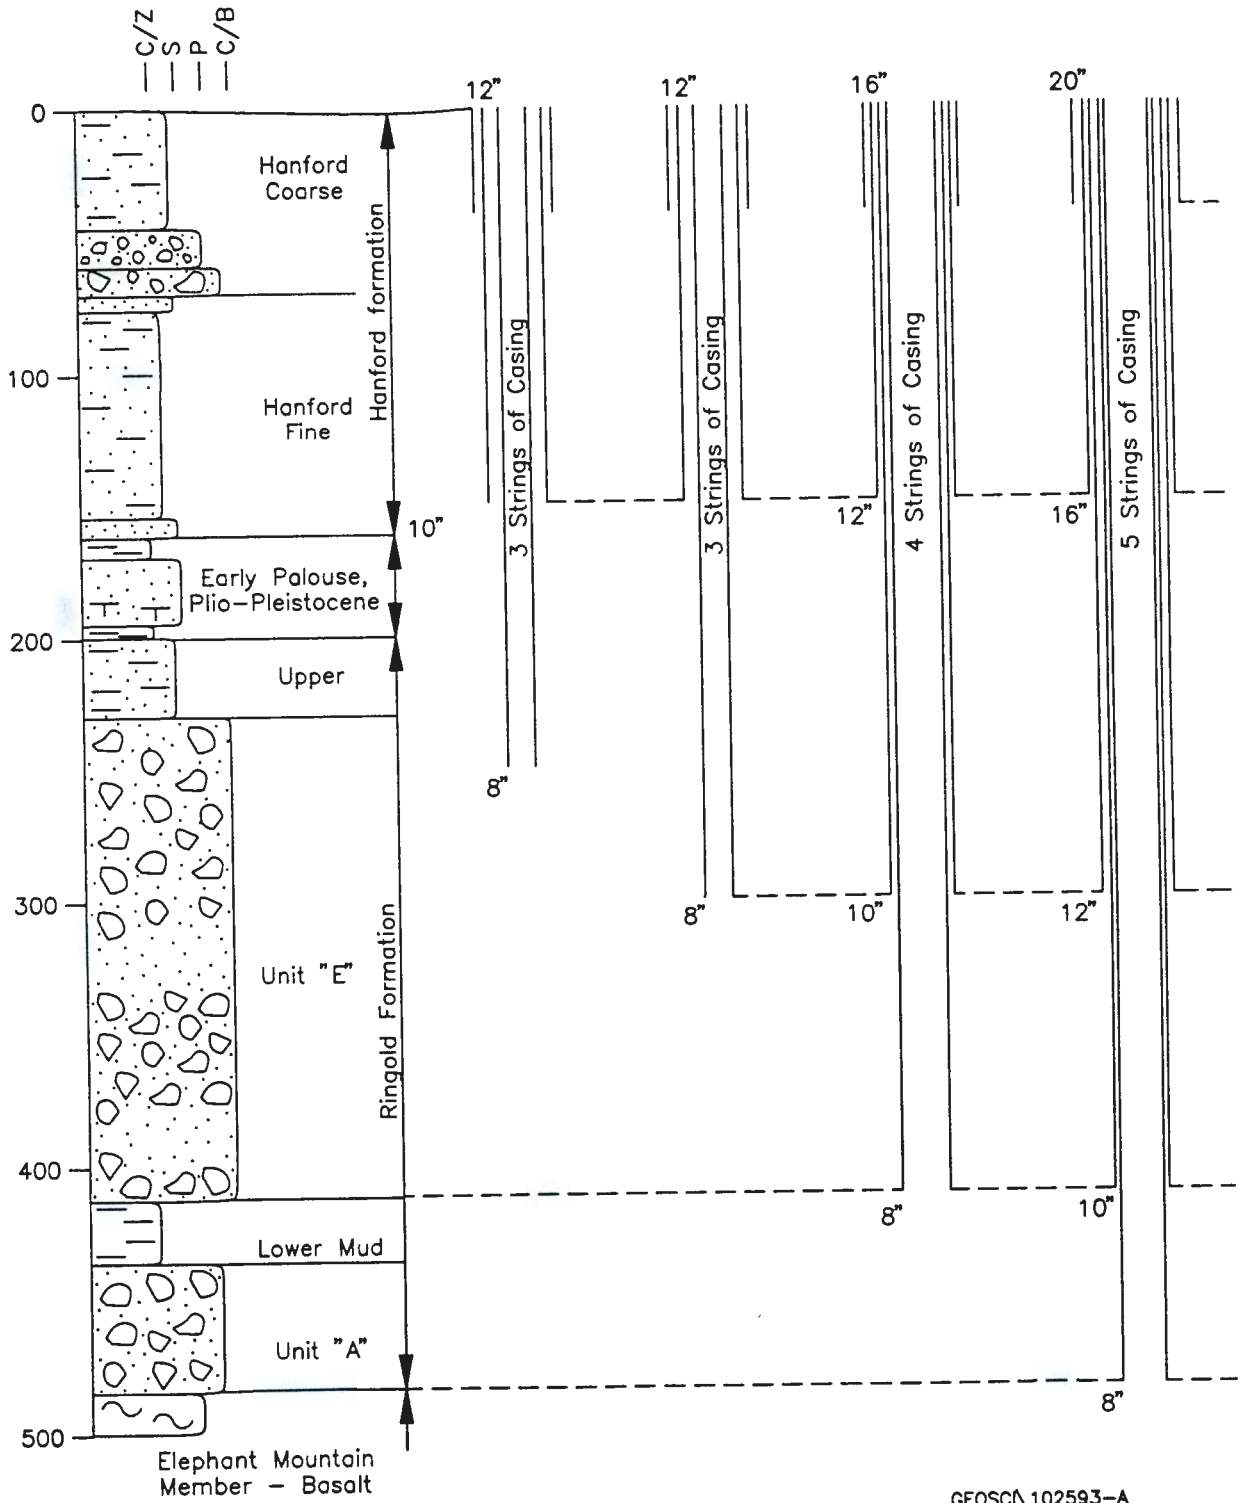 C/Z
S
P
C/B
12"
12"
16"
20"
0
Hanford
Coarse
Hanford formation
100
Hanford
Fine
3 Strings of Casing
3 Strings of Casing
4 Strings of Casing
5 Strings of Casing
10"
12"
16"
Early Palouse,
Plio-Pleistocene
200
Upper
8"
300
8"
10"
12"
Unit "E"
Ringold Formation
400
8"
10"
Lower Mud
Unit "A"
8"
500
Elephant Mountain
Member - Basalt
GEOSCI\102593-A